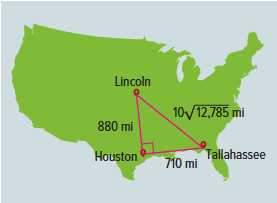 Lincoln
10√12,785 mi
880 mi
Houston
710 mi
Tallahassee